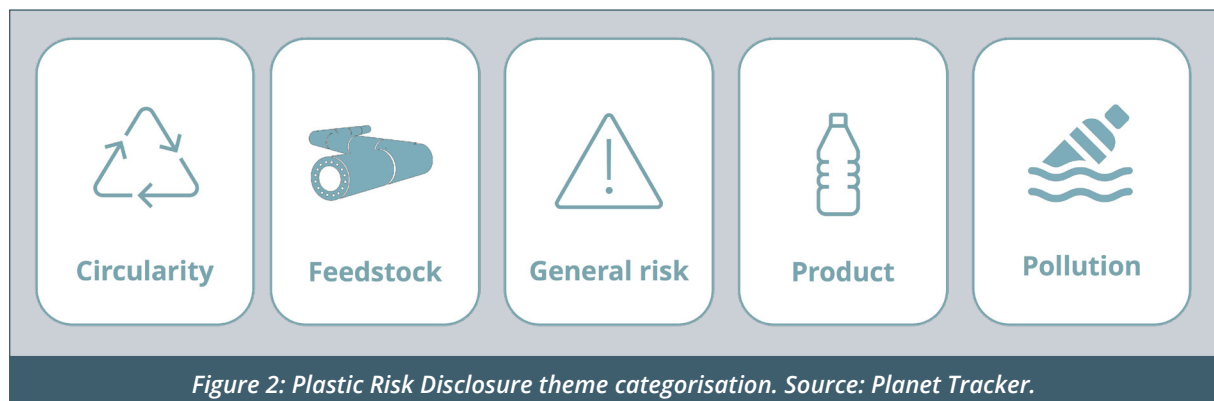 Circularity
Feedstock
General risk
Product
Pollution
Figure 2: Plastic Risk Disclosure theme categorisation. Source: Planet Tracker.